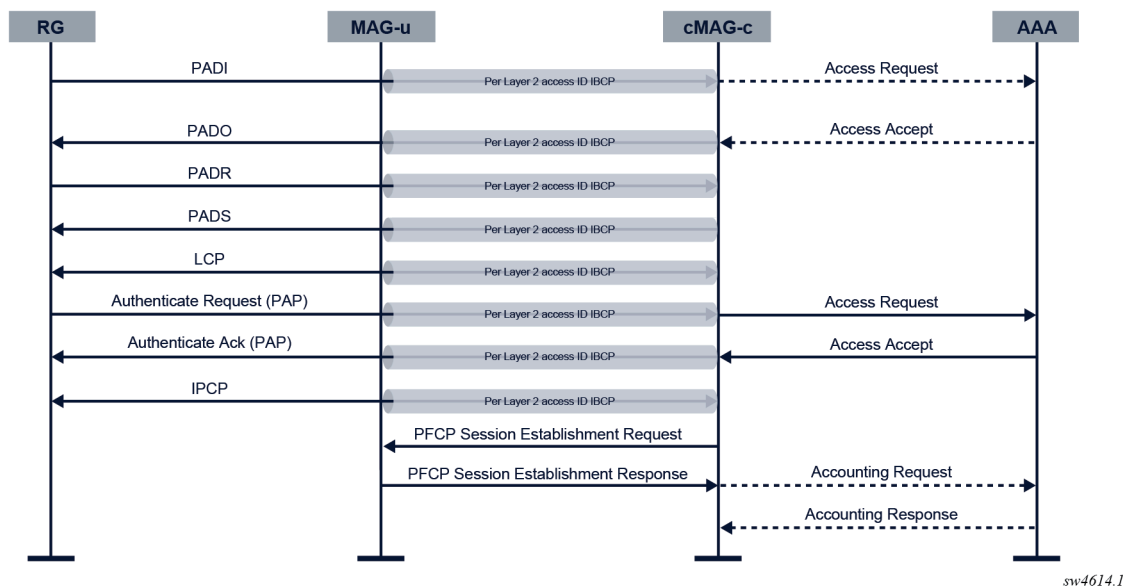 RG
MAG-u
cMAG-c
AAA
PADI
Per Layer 2 access ID IBCP
Access Request
PADO
Per Layer 2 access ID IBCP
Access Accept
PADR
Per Layer 2 access ID IBCP
PADS
Per Layer 2 access ID IBCP
LCP
Per Layer 2 access ID IBCP
Authenticate Request (PAP)
Per Layer 2 access ID IBCP
Access Request
Authenticate Ack (PAP)
Per Layer 2 access ID IBCP
Access Accept
IPCP
Per Layer 2 access ID IBCP
PFCP Session Establishment Request
PFCP Session Establishment Response
Accounting Request
Accounting Response
sw4614.1